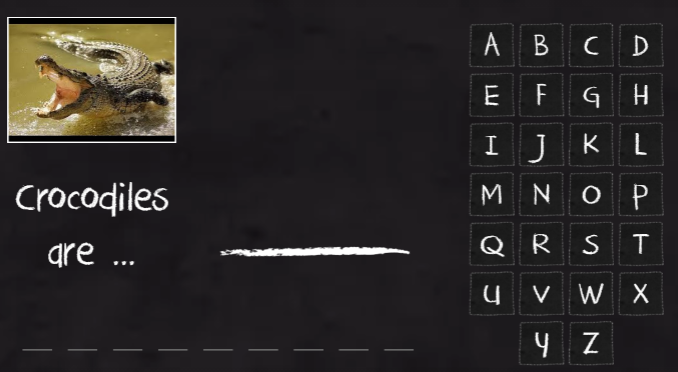 Crocodiles
are ...
A B C D
E F G H
I J K L
M N O P
Q R S T
U V W X
Y Z